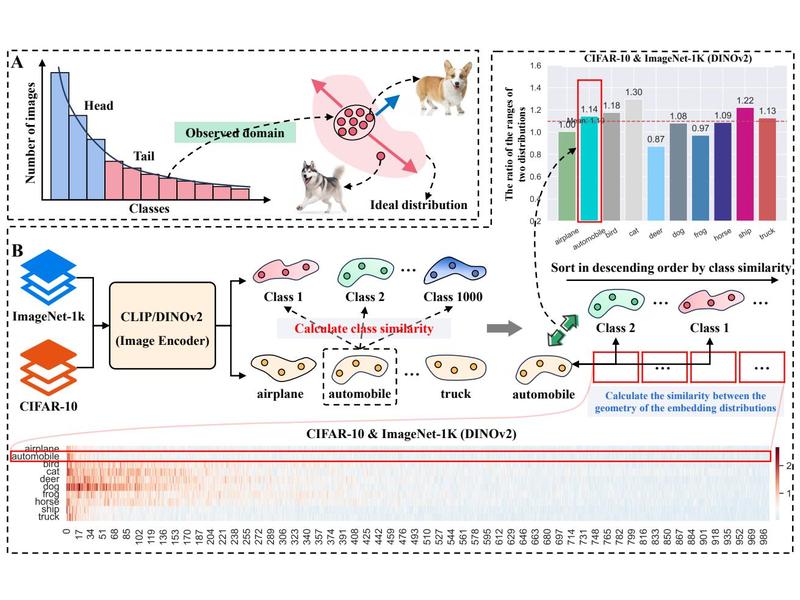 A
Number of images
Head
Tail
Classes
Observed domain
Ideal distribution
CIFAR-10 & ImageNet-1K (DINOv2)
The ratio of the ranges of
two distributions
1.6
1.4
1.2
1.0
0.8
0.6
0.4
0.2
1.00
1.14
1.18
1.30
0.87
1.08
0.97
1.09
1.22
1.13
Mean: 1.10
airplane
automobile
bird
cat
deer
dog
frog
horse
ship
truck
B
ImageNet-1k
CIFAR-10
CLIP/DINOv2
(Image Encoder)
Class 1
Class 2
...
Class 1000
Calculate class similarity
airplane
automobile
...
truck
Sort in descending order by class similarity
Class 2
...
Class 1
...
automobile
...
...
Calculate the similarity between the
geometry of the embedding distributions
CIFAR-10 & ImageNet-1K (DINOv2)
airplane
automobile
bird
cat
deer
dog
frog
horse
ship
truck
2
1
0 17 34 51 68 85 102 119 136 153 170 187 204 221 238 255 272 289 306 323 340 357 374 391 408 425 442 459 476 493 510 527 544 561 578 595 612 629 646 663 680 697 714 731 748 765 782 799 816 833 850 867 884 901 918 935 952 969 986